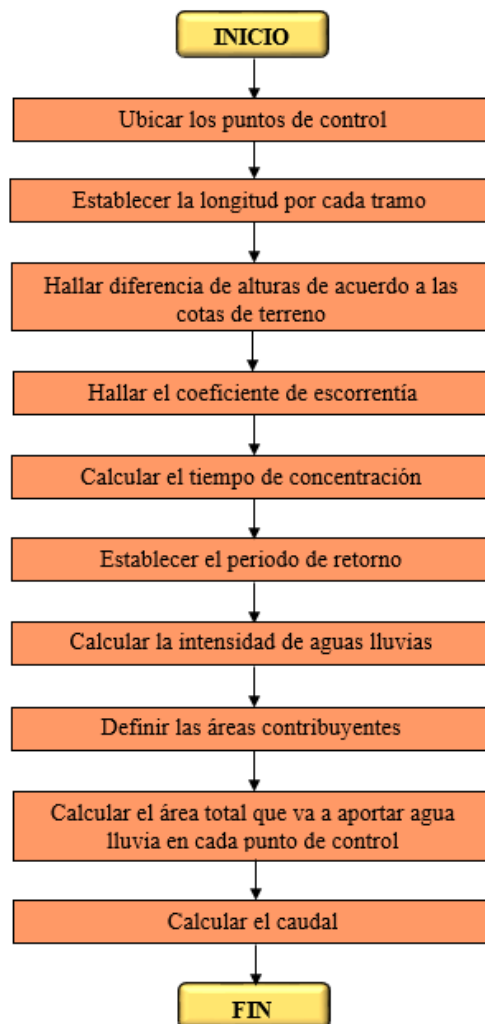 INICIO
Ubicar los puntos de control
Establecer la longitud por cada tramo
Hallar diferencia de alturas de acuerdo a las
cotas de terreno
Hallar el coeficiente de escorrentía
Calcular el tiempo de concentración
Establecer el periodo de retorno
Calcular la intensidad de aguas lluvias
Definir las áreas contribuyentes
Calcular el área total que va a aportar agua
lluvia en cada punto de control
Calcular el caudal
FIN